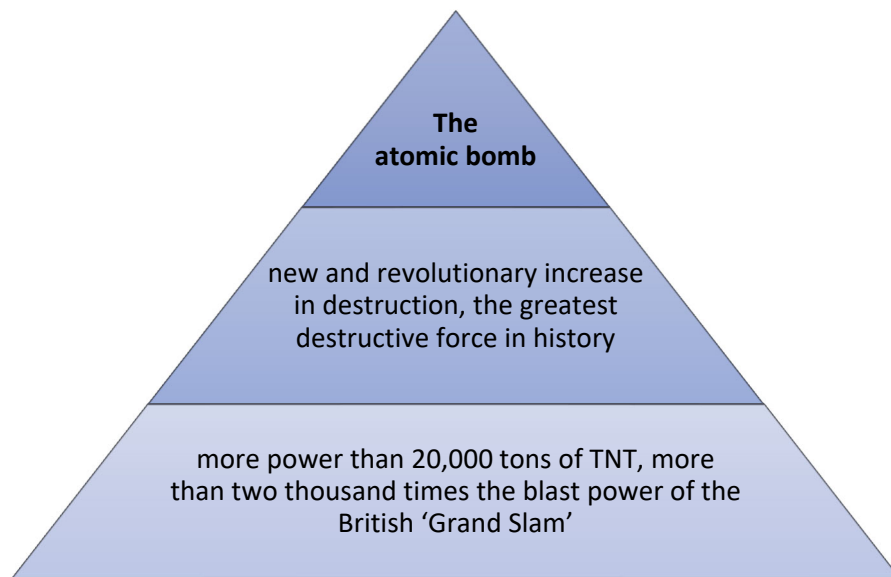 The
atomic bomb
new and revolutionary increase
in destruction, the greatest
destructive force in history
more power than 20,000 tons of TNT, more
than two thousand times the blast power of the
British ‘Grand Slam’